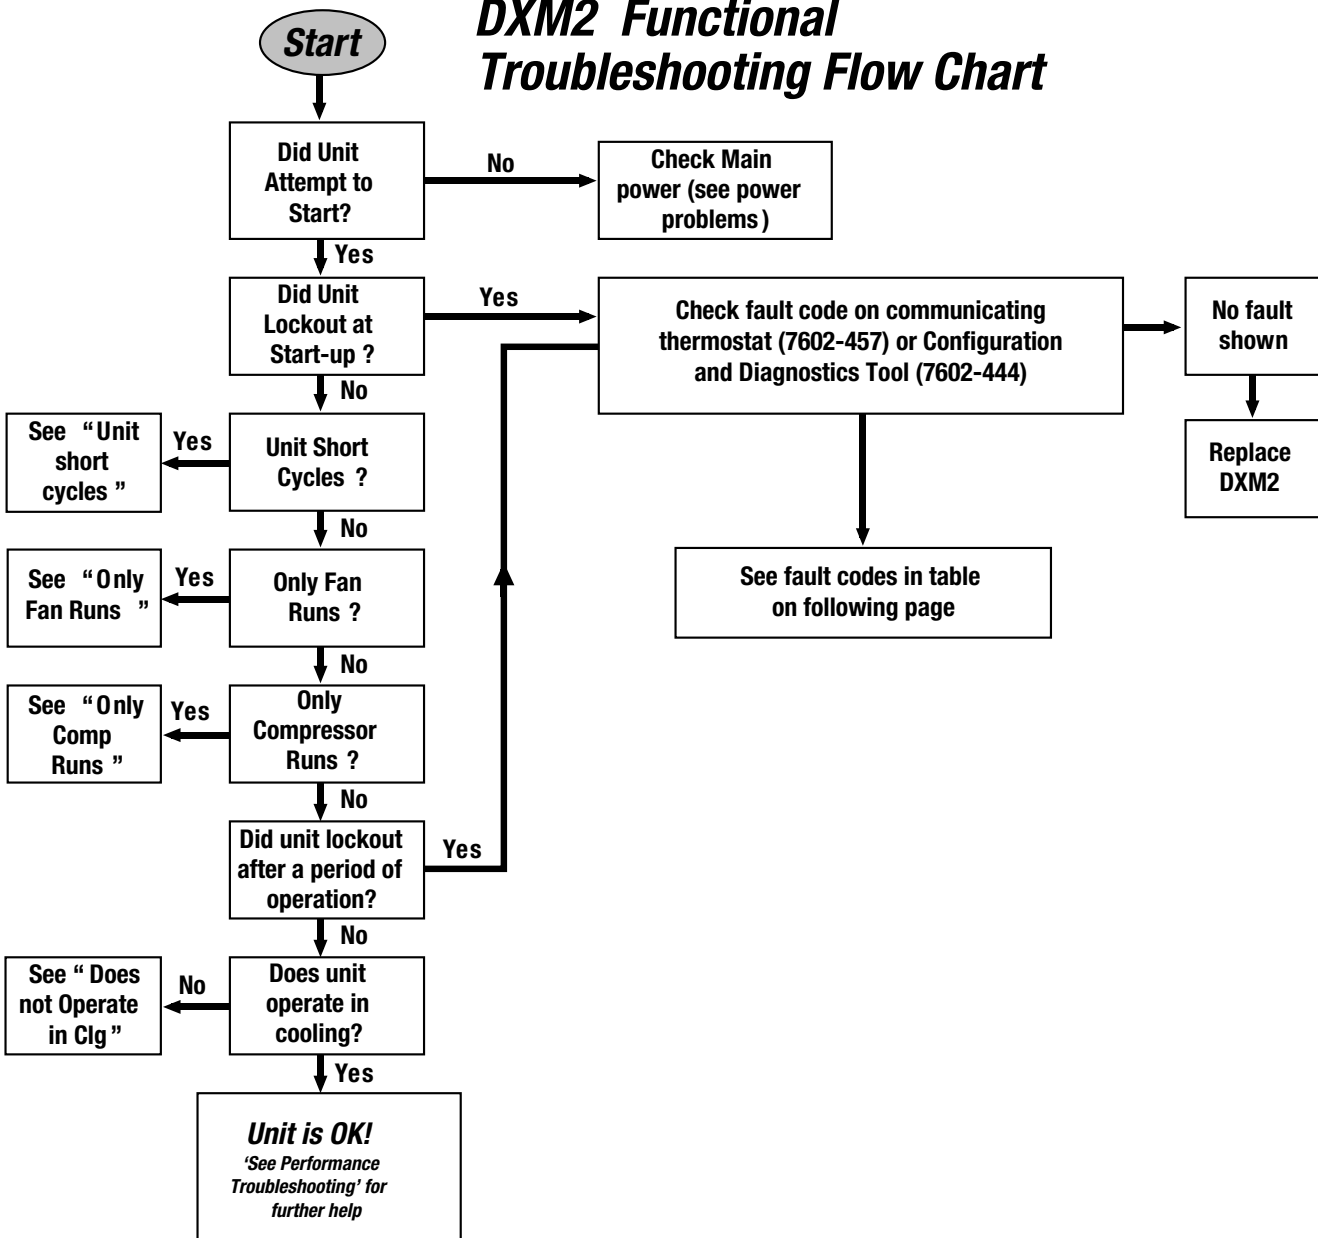 DXM2 Functional
Troubleshooting Flow Chart
Start
Did Unit
Attempt to
Start?
No
Check Main
power (see power
problems)
Yes
Did Unit
Lockout at
Start-up ?
Yes
Check fault code on communicating
thermostat (7602-457) or Configuration
and Diagnostics Tool (7602-444)
No fault
shown
Replace
DXM2
See fault codes in table
on following page
No
Unit Short
Cycles ?
Yes
See “Unit
short
cycles ”
No
Only Fan
Runs ?
Yes
See “Only
Fan Runs ”
No
Only
Compressor
Runs ?
Yes
See “Only
Comp
Runs ”
No
Did unit lockout
after a period of
operation?
Yes
No
Does unit
operate in
cooling?
No
See “ Does
not Operate
in Clg ”
Yes
Unit is OK!
‘See Performance
Troubleshooting’ for
further help